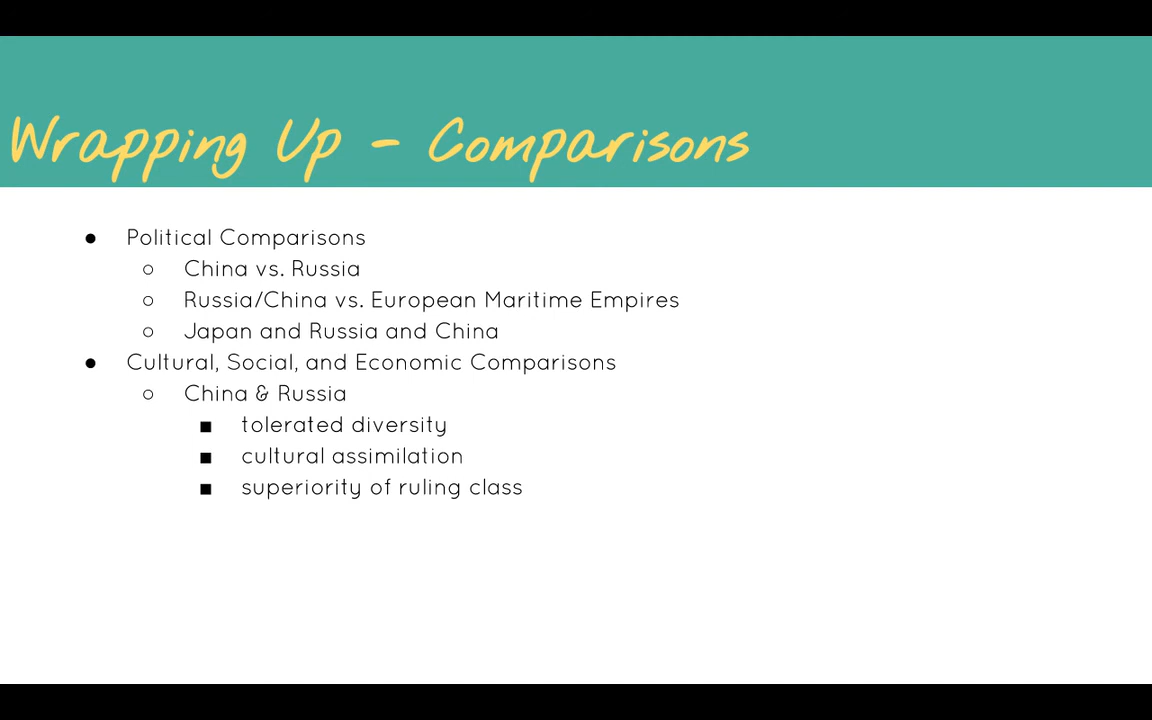 Wrapping Up - Comparisons
● Political Comparisons
○ China vs. Russia
○ Russia/China vs. European Maritime Empires
○ Japan and Russia and China
● Cultural, Social, and Economic Comparisons
○ China & Russia
■ tolerated diversity
■ cultural assimilation
■ superiority of ruling class